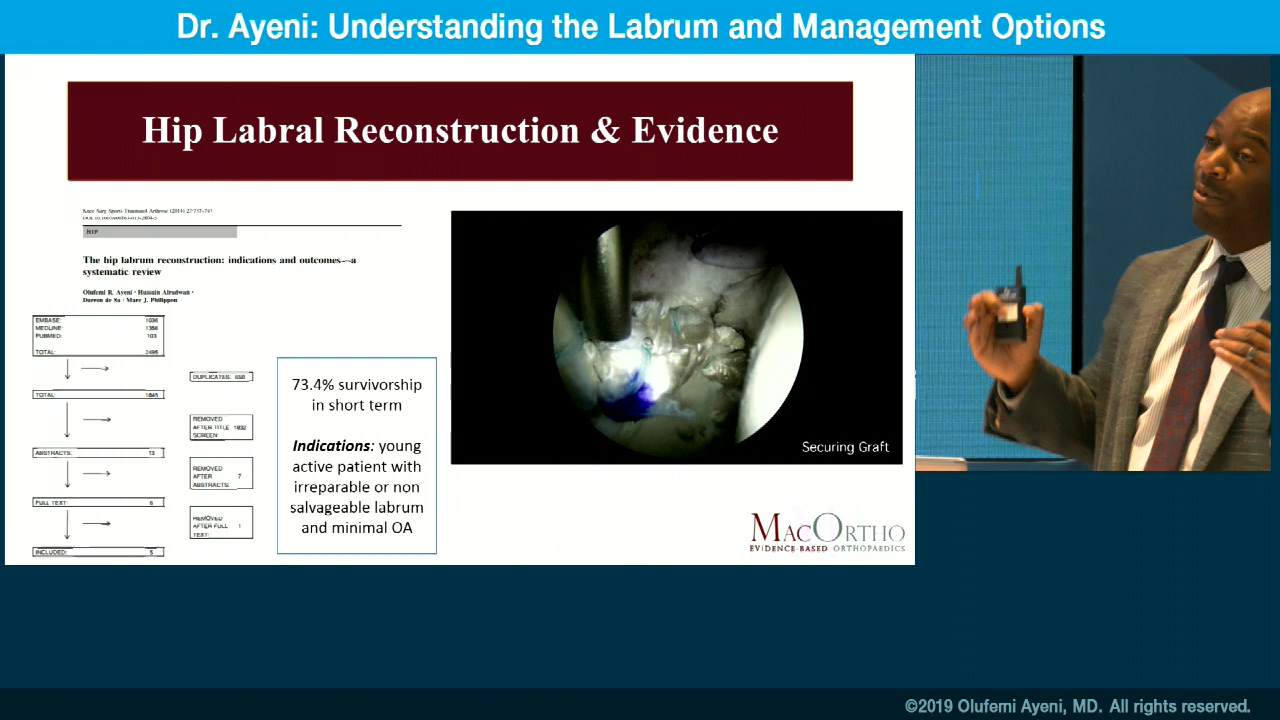 Dr. Ayeni: Understanding the Labrum and Management Options
Hip Labral Reconstruction & Evidence
HIP
The hip labrum reconstruction: indications and outcomes—a
systematic review
Olufemi R. Ayeni · Hussain Alradwan ·
Darren de Sa · Marc J. Philippon
EMBASE: 1036
MEDLINE: 1356
PUBMED: 103
TOTAL: 2495
DUPLICATES: 650
TOTAL: 1845
REMOVED
AFTER TITLE 1832
SCREEN:
ABSTRACTS: 13
REMOVED
AFTER 7
ABSTRACTS:
FULL TEXT: 6
REMOVED
AFTER FULL 1
TEXT:
INCLUDED: 5
73.4% survivorship
in short term
Indications: young
active patient with
irreparable or non
salvageable labrum
and minimal OA
Securing Graft
MACORTHO
EVIDENCE BASED ORTHOPAEDICS
©2019 Olufemi Ayeni, MD. All rights reserved.